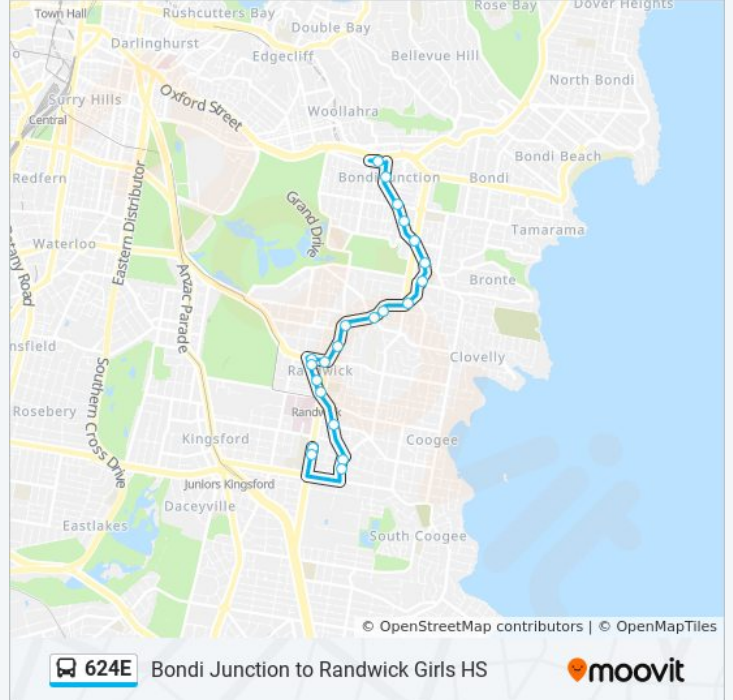 Rose Bay
Dover Heights
Town Hall
Rushcutters Bay
Double Bay
Darlinghurst
Edgecliff
Bellevue Hill
North Bondi
Oxford Street
Surry Hills
Woollahra
Central
Bondi Beach
Redfern
Bondi Junction
Bondi
Eastern Distributor
Grand Drive
Tamarama
Waterloo
Botany Road
Anzac Parade
Bronte
nsfield
Clovelly
Randwick
Southern Cross Drive
Rosebery
Randwick
Kingsford
Coogee
Juniors Kingsford
Daceyville
Eastlakes
South Coogee
© OpenStreetMap contributors | © OpenMapTiles
624E Bondi Junction to Randwick Girls HS
moovit